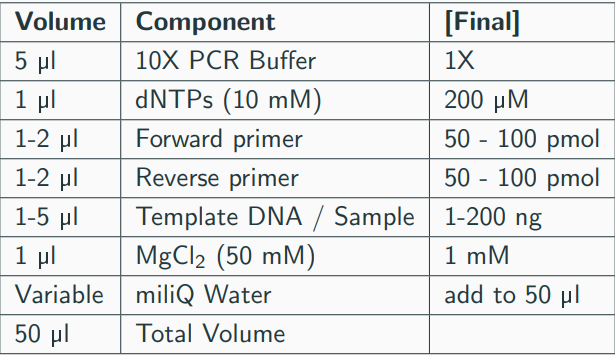 Volume Component [Final]
5 µl 10X PCR Buffer 1X
1 µl dNTPs (10 mM) 200 µM
1-2 µl Forward primer 50 - 100 pmol
1-2 µl Reverse primer 50 - 100 pmol
1-5 µl Template DNA / Sample 1-200 ng
1 µl MgCl₂ (50 mM) 1 mM
Variable miliQ Water add to 50 µl
50 µl Total Volume